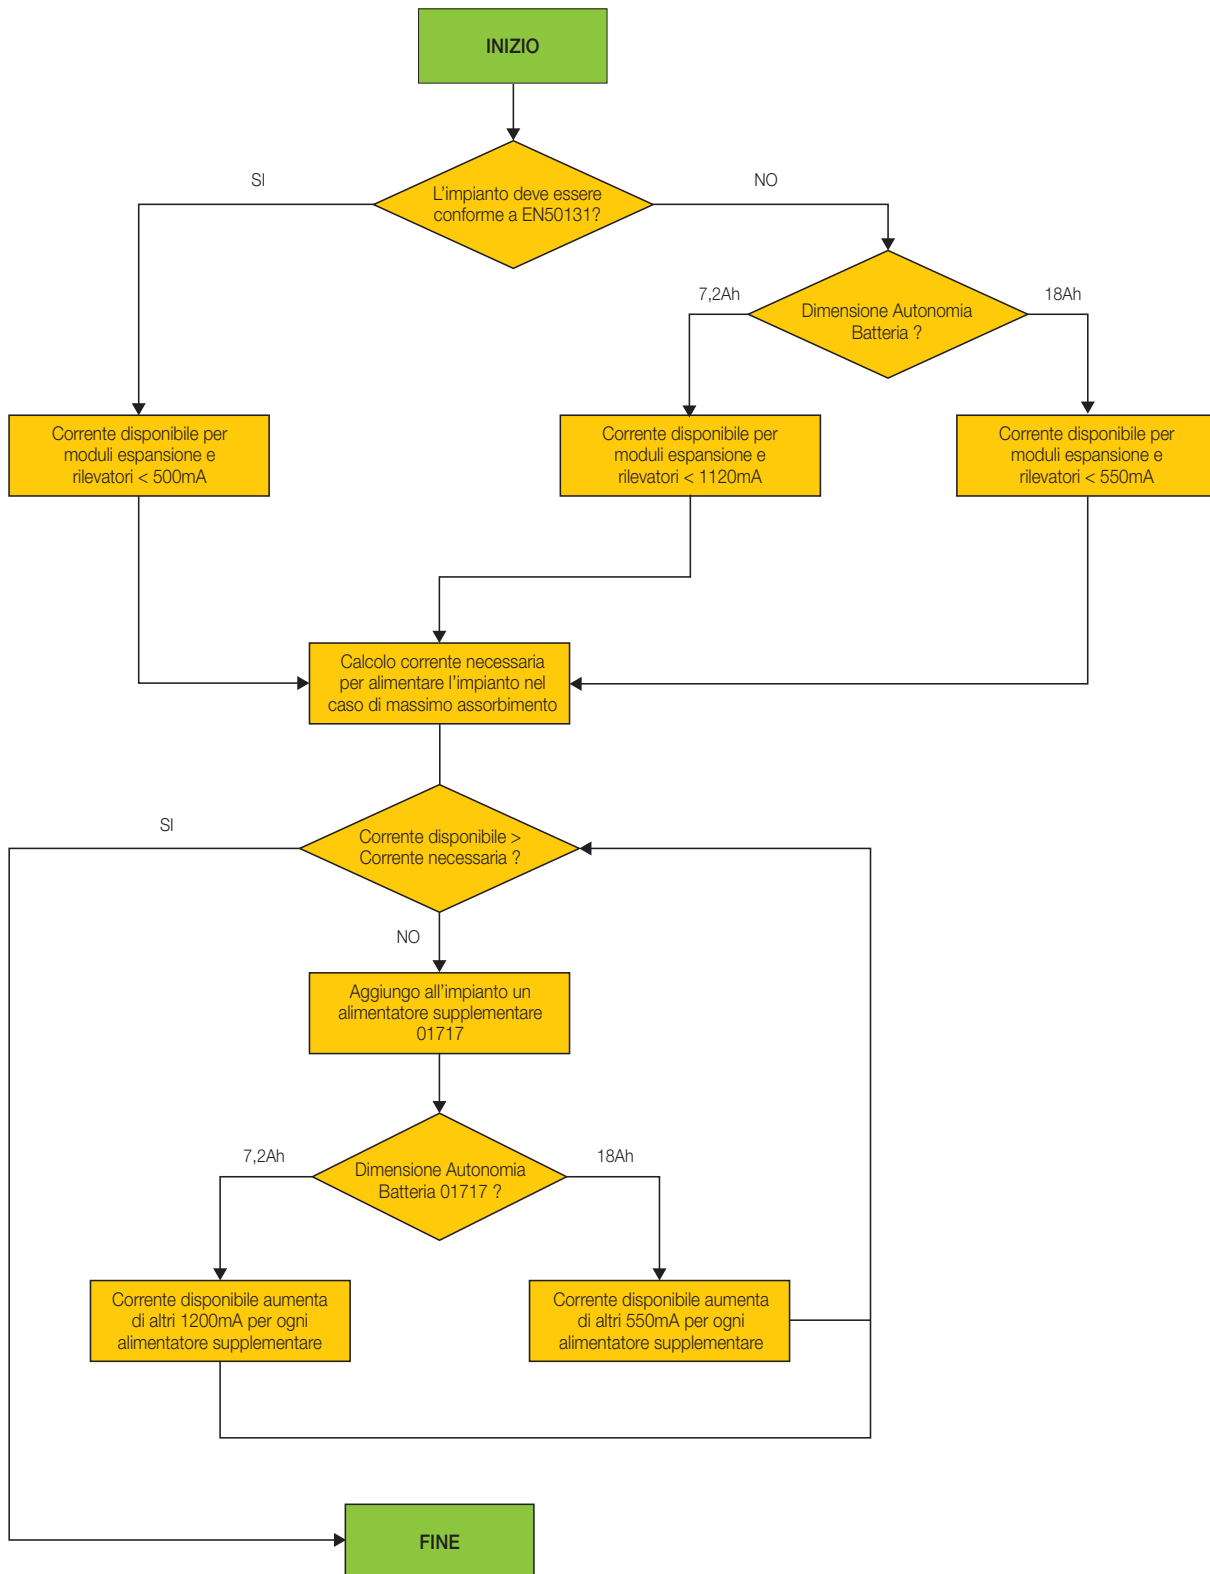 INIZIO
SI
NO
L'impianto deve essere
conforme a EN50131?
7,2Ah
18Ah
Dimensione Autonomia
Batteria ?
Corrente disponibile per
moduli espansione e
rilevatori < 500mA
Corrente disponibile per
moduli espansione e
rilevatori < 1120mA
Corrente disponibile per
moduli espansione e
rilevatori < 550mA
Calcolo corrente necessaria
per alimentare l'impianto nel
caso di massimo assorbimento
SI
Corrente disponibile >
Corrente necessaria ?
NO
Aggiungo all'impianto un
alimentatore supplementare
01717
7,2Ah
18Ah
Dimensione Autonomia
Batteria 01717 ?
Corrente disponibile aumenta
di altri 1200mA per ogni
alimentatore supplementare
Corrente disponibile aumenta
di altri 550mA per ogni
alimentatore supplementare
FINE